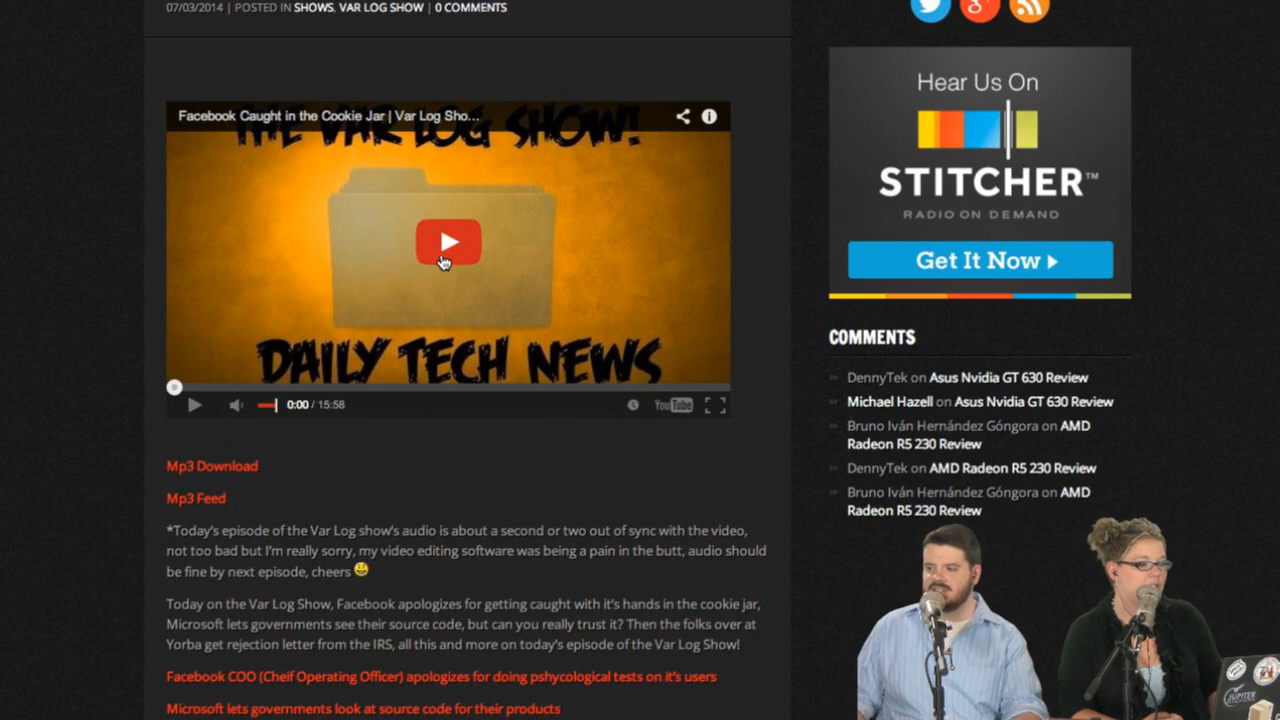 07/03/2014 | POSTED IN SHOWS, VAR LOG SHOW | 0 COMMENTS
Facebook Caught in the Cookie Jar | Var Log Sho...
THE VAR LOG SHOW!
DAILY TECH NEWS
0:00 / 15:58
YouTube
Mp3 Download
Mp3 Feed
*Today's episode of the Var Log show's audio is about a second or two out of sync with the video,
not too bad but I'm really sorry, my video editing software was being a pain in the butt, audio should
be fine by next episode, cheers
Today on the Var Log Show, Facebook apologizes for getting caught with it's hands in the cookie jar,
Microsoft lets governments see their source code, but can you really trust it? Then the folks over at
Yorba get rejection letter from the IRS, all this and more on today's episode of the Var Log Show!
Facebook COO (Cheif Operating Officer) apologizes for doing pshycological tests on it's users
Microsoft lets governments look at source code for their products
Hear Us On
STITCHER™
RADIO ON DEMAND
Get It Now
COMMENTS
DennyTek on Asus Nvidia GT 630 Review
Michael Hazell on Asus Nvidia GT 630 Review
Bruno Iván Hernández Góngora on AMD
Radeon R5 230 Review
DennyTek on AMD Radeon R5 230 Review
Bruno Iván Hernández Góngora on AMD
Radeon R5 230 Review
JUPITER